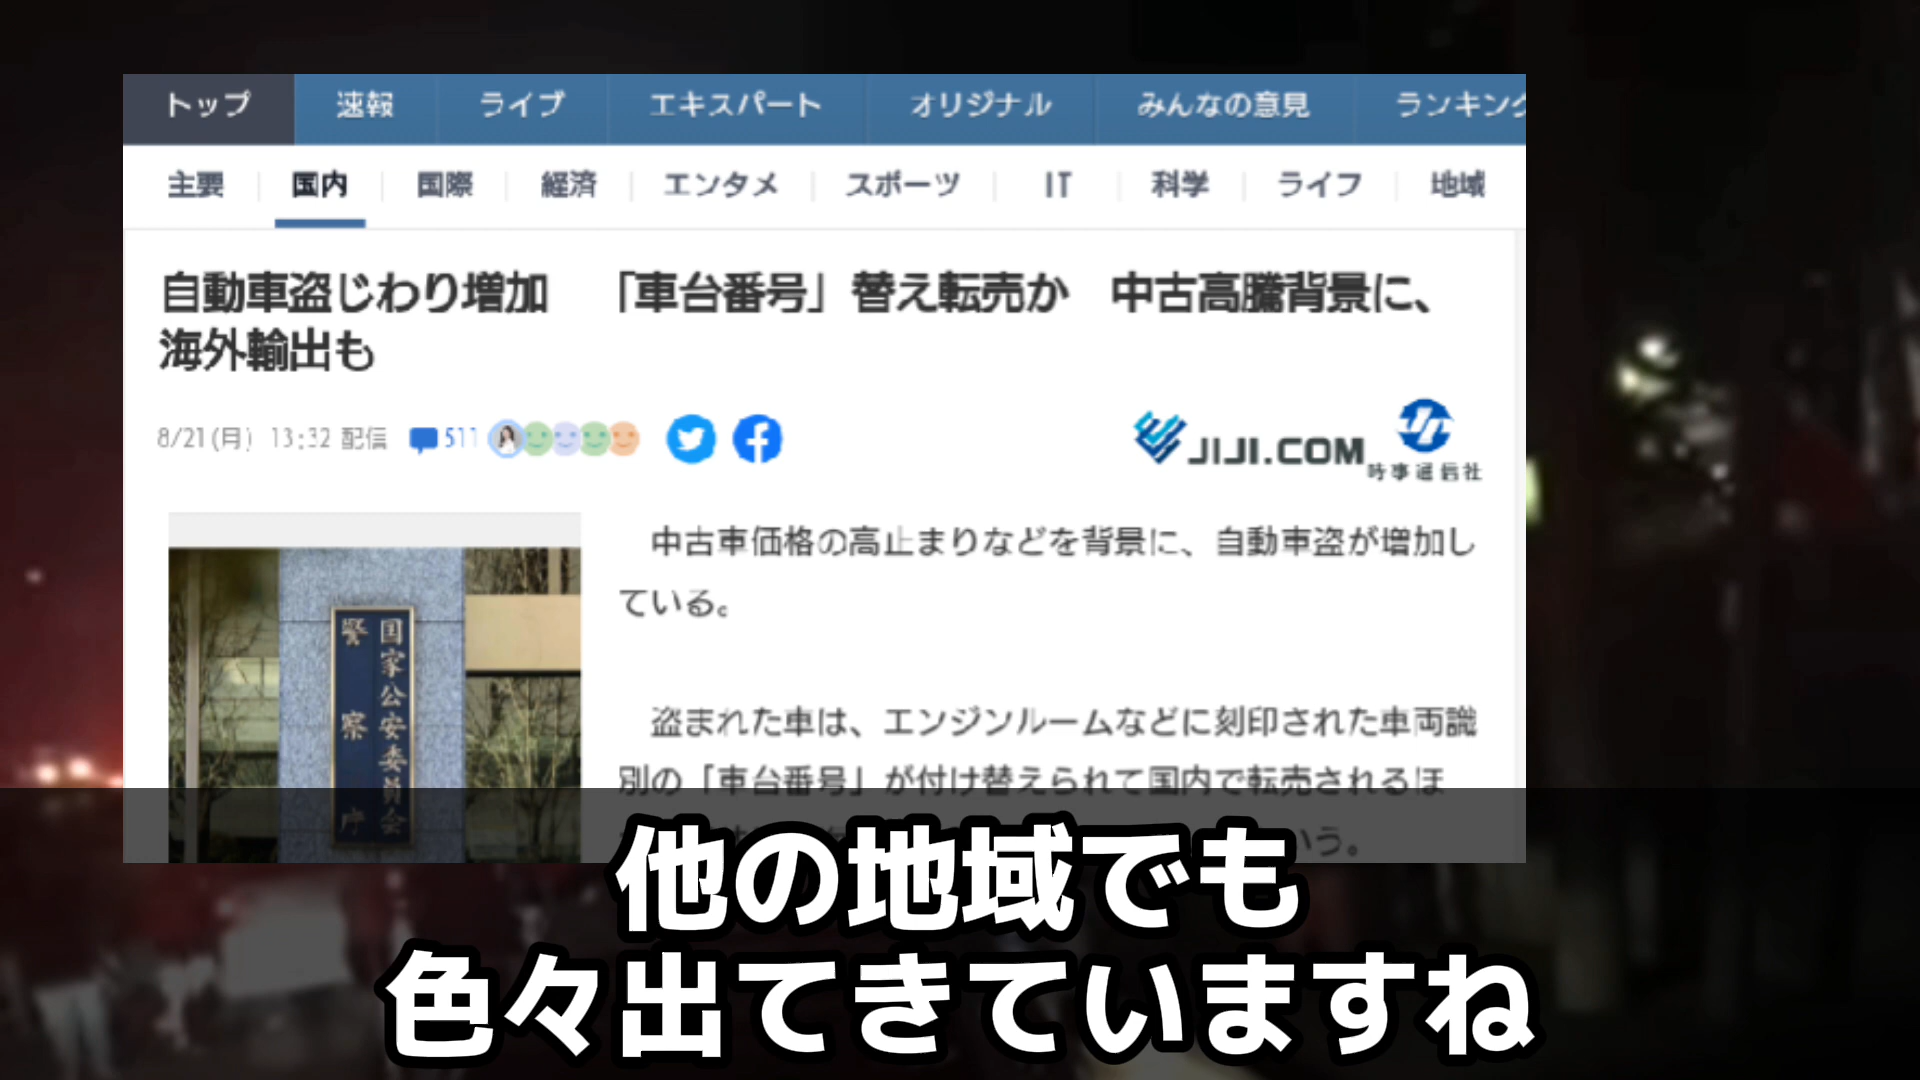 トップ 速報 ライブ エキスパート オリジナル みんなの意見 ランキング
主要 国内 国際 経済 エンタメ スポーツ IT 科学 ライフ 地域
自動車盗じわり増加 「車台番号」替え転売か 中古高騰背景に、
海外輸出も
8/21(月) 13:32 配信 511
JIJI.COM 時事通信社
中古車価格の高止まりなどを背景に、自動車盗が増加し
ている。
盗まれた車は、エンジンルームなどに刻印された車両識
別の「車台番号」が付け替えられて国内で転売されるほ
いう。
国家公安委員会
警察庁
他の地域でも
色々出てきていますね